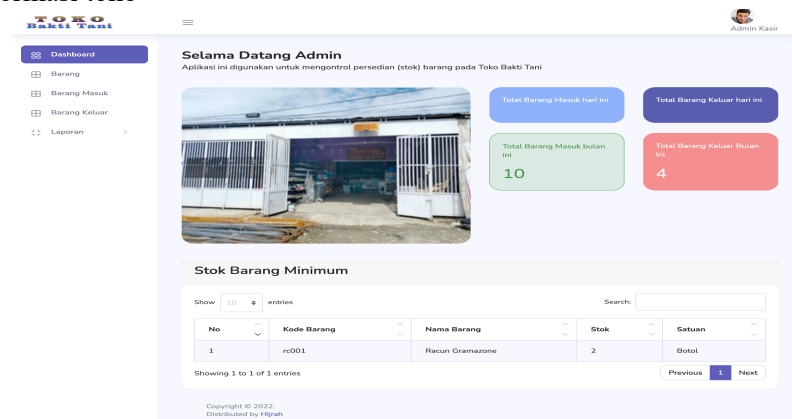 TOKO
Bakti Tani
Admin Kasir
Dashboard
Barang
Barang Masuk
Barang Keluar
Laporan
Selama Datang Admin
Aplikasi ini digunakan untuk mengontrol persedian (stok) barang pada Toko Bakti Tani
Total Barang Masuk hari ini
Total Barang Keluar hari ini
Total Barang Masuk bulan
ini
10
Total Barang Keluar Bulan
Ini
4
Stok Barang Minimum
Show 10 entries
Search:
No Kode Barang Nama Barang Stok Satuan
1 rc001 Racun Gramazone 2 Botol
Showing 1 to 1 of 1 entries
Previous 1 Next
Copyright © 2022.
Distributed by Hijrah